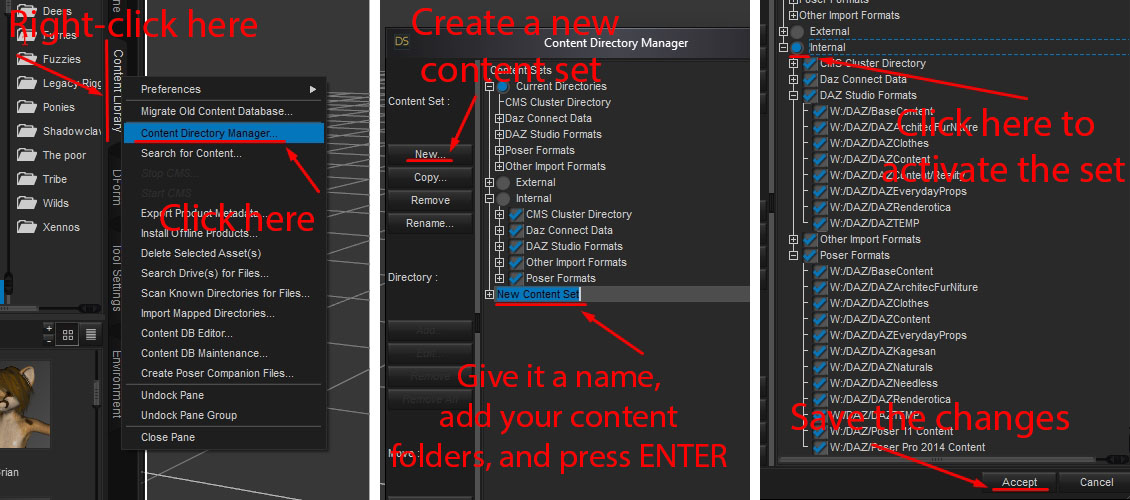 Right-click here
Deers
Furries
Fuzzies
Legacy Rigg
Ponies
Shadowclaw
The poor
Tribe
Wilds
Xennos
Content Library
DForm
Tool Settings
Environment
Preferences
Migrate Old Content Database...
Content Directory Manager...
Search for Content...
Stop CMS...
Start CMS...
Export Product Metadata...
Install Offline Products...
Delete Selected Asset(s)
Search Drive(s) for Files...
Scan Known Directories for Files...
Import Mapped Directories...
Content DB Editor...
Content DB Maintenance...
Create Poser Companion Files...
Undock Pane
Undock Pane Group
Close Pane
Click here
rian
Create a new
content set
DS
Content Directory Manager
Content Sets
Content Set :
New...
Copy...
Remove
Rename...
Directory :
Add...
Edit...
Remove
Remove All
Move :
Current Directories
CMS Cluster Directory
Daz Connect Data
DAZ Studio Formats
Poser Formats
Other Import Formats
External
Internal
CMS Cluster Directory
Daz Connect Data
DAZ Studio Formats
Other Import Formats
Poser Formats
New Content Set
Give it a name,
add your content
folders, and press ENTER
Poser Formats
Other Import Formats
External
Internal
CMS Cluster Directory
Daz Connect Data
DAZ Studio Formats
W:/DAZ/BaseContent
W:/DAZ/DAZArchitecFurNiture
W:/DAZ/DAZClothes
W:/DAZ/DAZContent
W:/DAZ/DAZContent/Reality
W:/DAZ/DAZEverydayProps
W:/DAZ/DAZRenderotica
W:/DAZ/DAZTEMP
Click here to
activate the set
Other Import Formats
Poser Formats
W:/DAZ/BaseContent
W:/DAZ/DAZArchitecFurNiture
W:/DAZ/DAZClothes
W:/DAZ/DAZContent
W:/DAZ/DAZEverydayProps
W:/DAZ/DAZKagesan
W:/DAZ/DAZNaturals
W:/DAZ/DAZNeedless
W:/DAZ/DAZRenderotica
W:/DAZ/DAZTEMP
W:/DAZ/Poser 11 Content
W:/DAZ/Poser Pro 2014 Content
Save the changes
Accept
Cancel